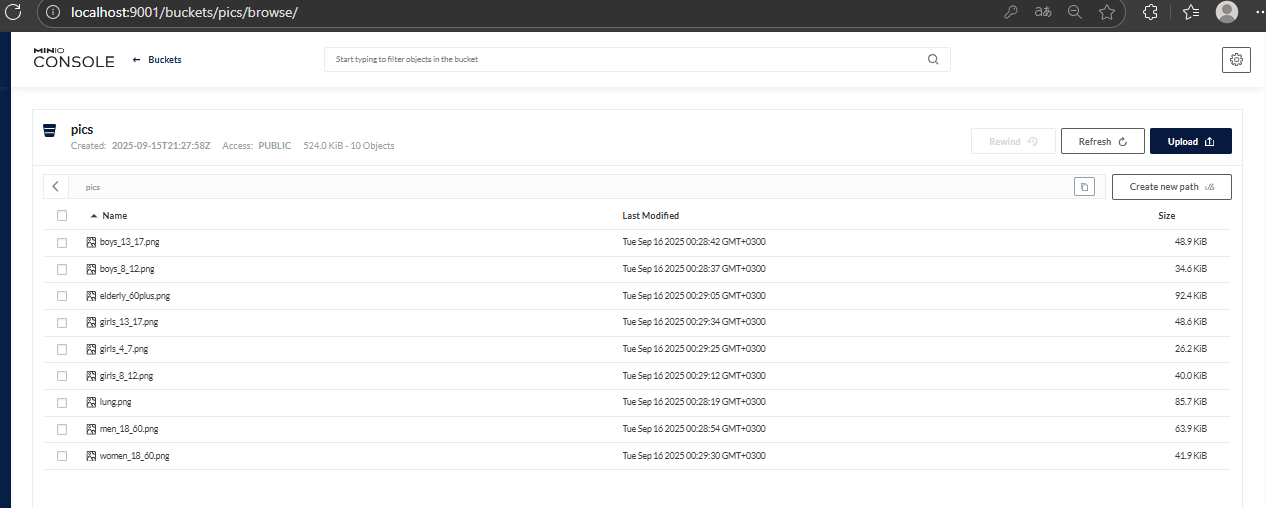 localhost:9001/buckets/pics/browse/
MINIO
CONSOLE
Buckets
Start typing to filter objects in the bucket
pics
Created: 2025-09-15T21:27:58Z Access: PUBLIC 524.0 KiB - 10 Objects
Rewind
Refresh
Upload
pics
Create new path
Name Last Modified Size
boys_13_17.png Tue Sep 16 2025 00:28:42 GMT+0300 48.9 KiB
boys_8_12.png Tue Sep 16 2025 00:28:37 GMT+0300 34.6 KiB
elderly_60plus.png Tue Sep 16 2025 00:29:05 GMT+0300 92.4 KiB
girls_13_17.png Tue Sep 16 2025 00:29:34 GMT+0300 48.6 KiB
girls_4_7.png Tue Sep 16 2025 00:29:25 GMT+0300 26.2 KiB
girls_8_12.png Tue Sep 16 2025 00:29:12 GMT+0300 40.0 KiB
lung.png Tue Sep 16 2025 00:28:19 GMT+0300 85.7 KiB
men_18_60.png Tue Sep 16 2025 00:28:54 GMT+0300 63.9 KiB
women_18_60.png Tue Sep 16 2025 00:29:30 GMT+0300 41.9 KiB